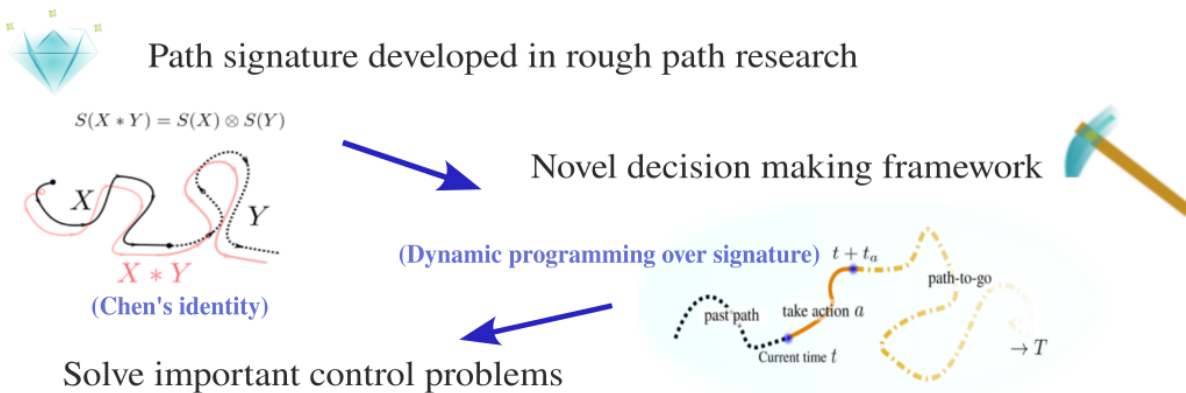 Path signature developed in rough path research
S(X ∗ Y) = S(X) ⊗ S(Y)
X
Y
X ∗ Y
(Chen's identity)
Novel decision making framework
(Dynamic programming over signature)
t + tₐ
path-to-go
past path
take action a
Current time t
→ T
Solve important control problems